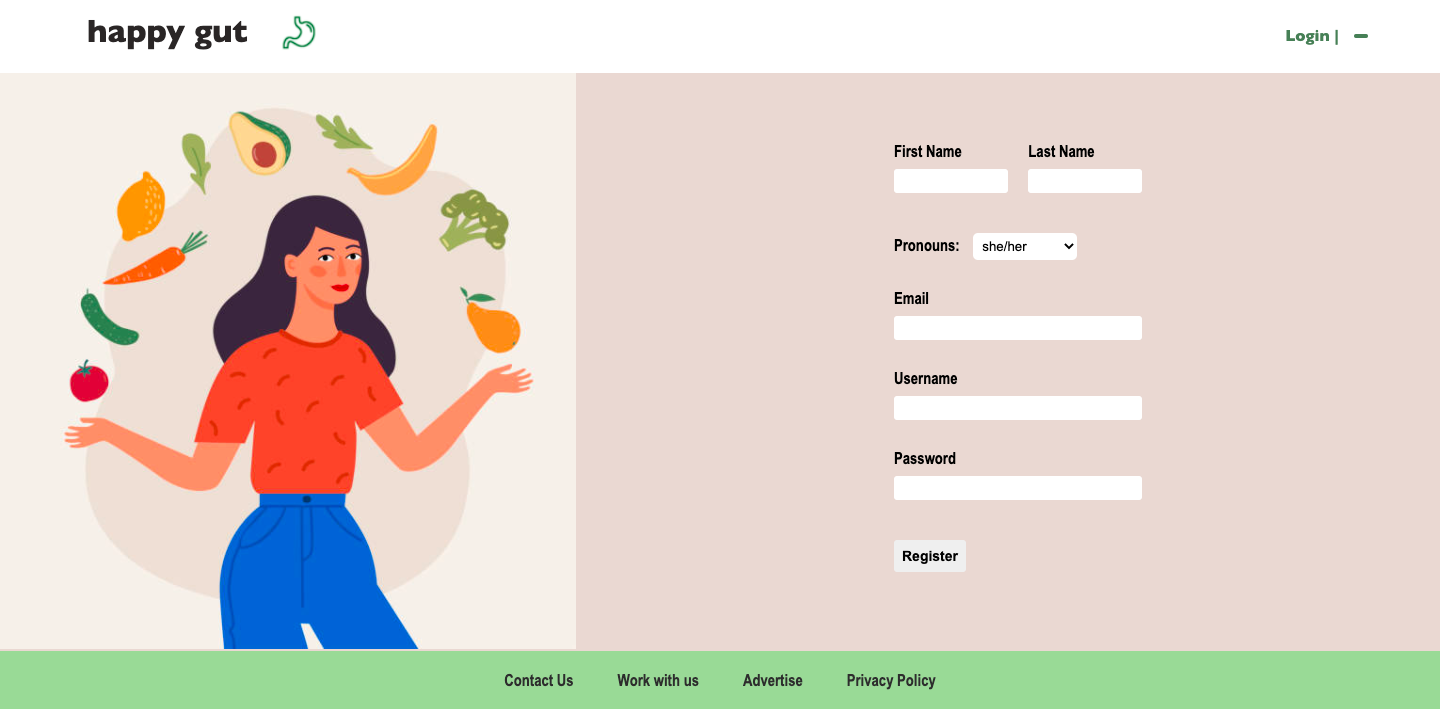 happy gut
Login |
First Name Last Name
Pronouns: she/her
Email
Username
Password
Register
Contact Us Work with us Advertise Privacy Policy